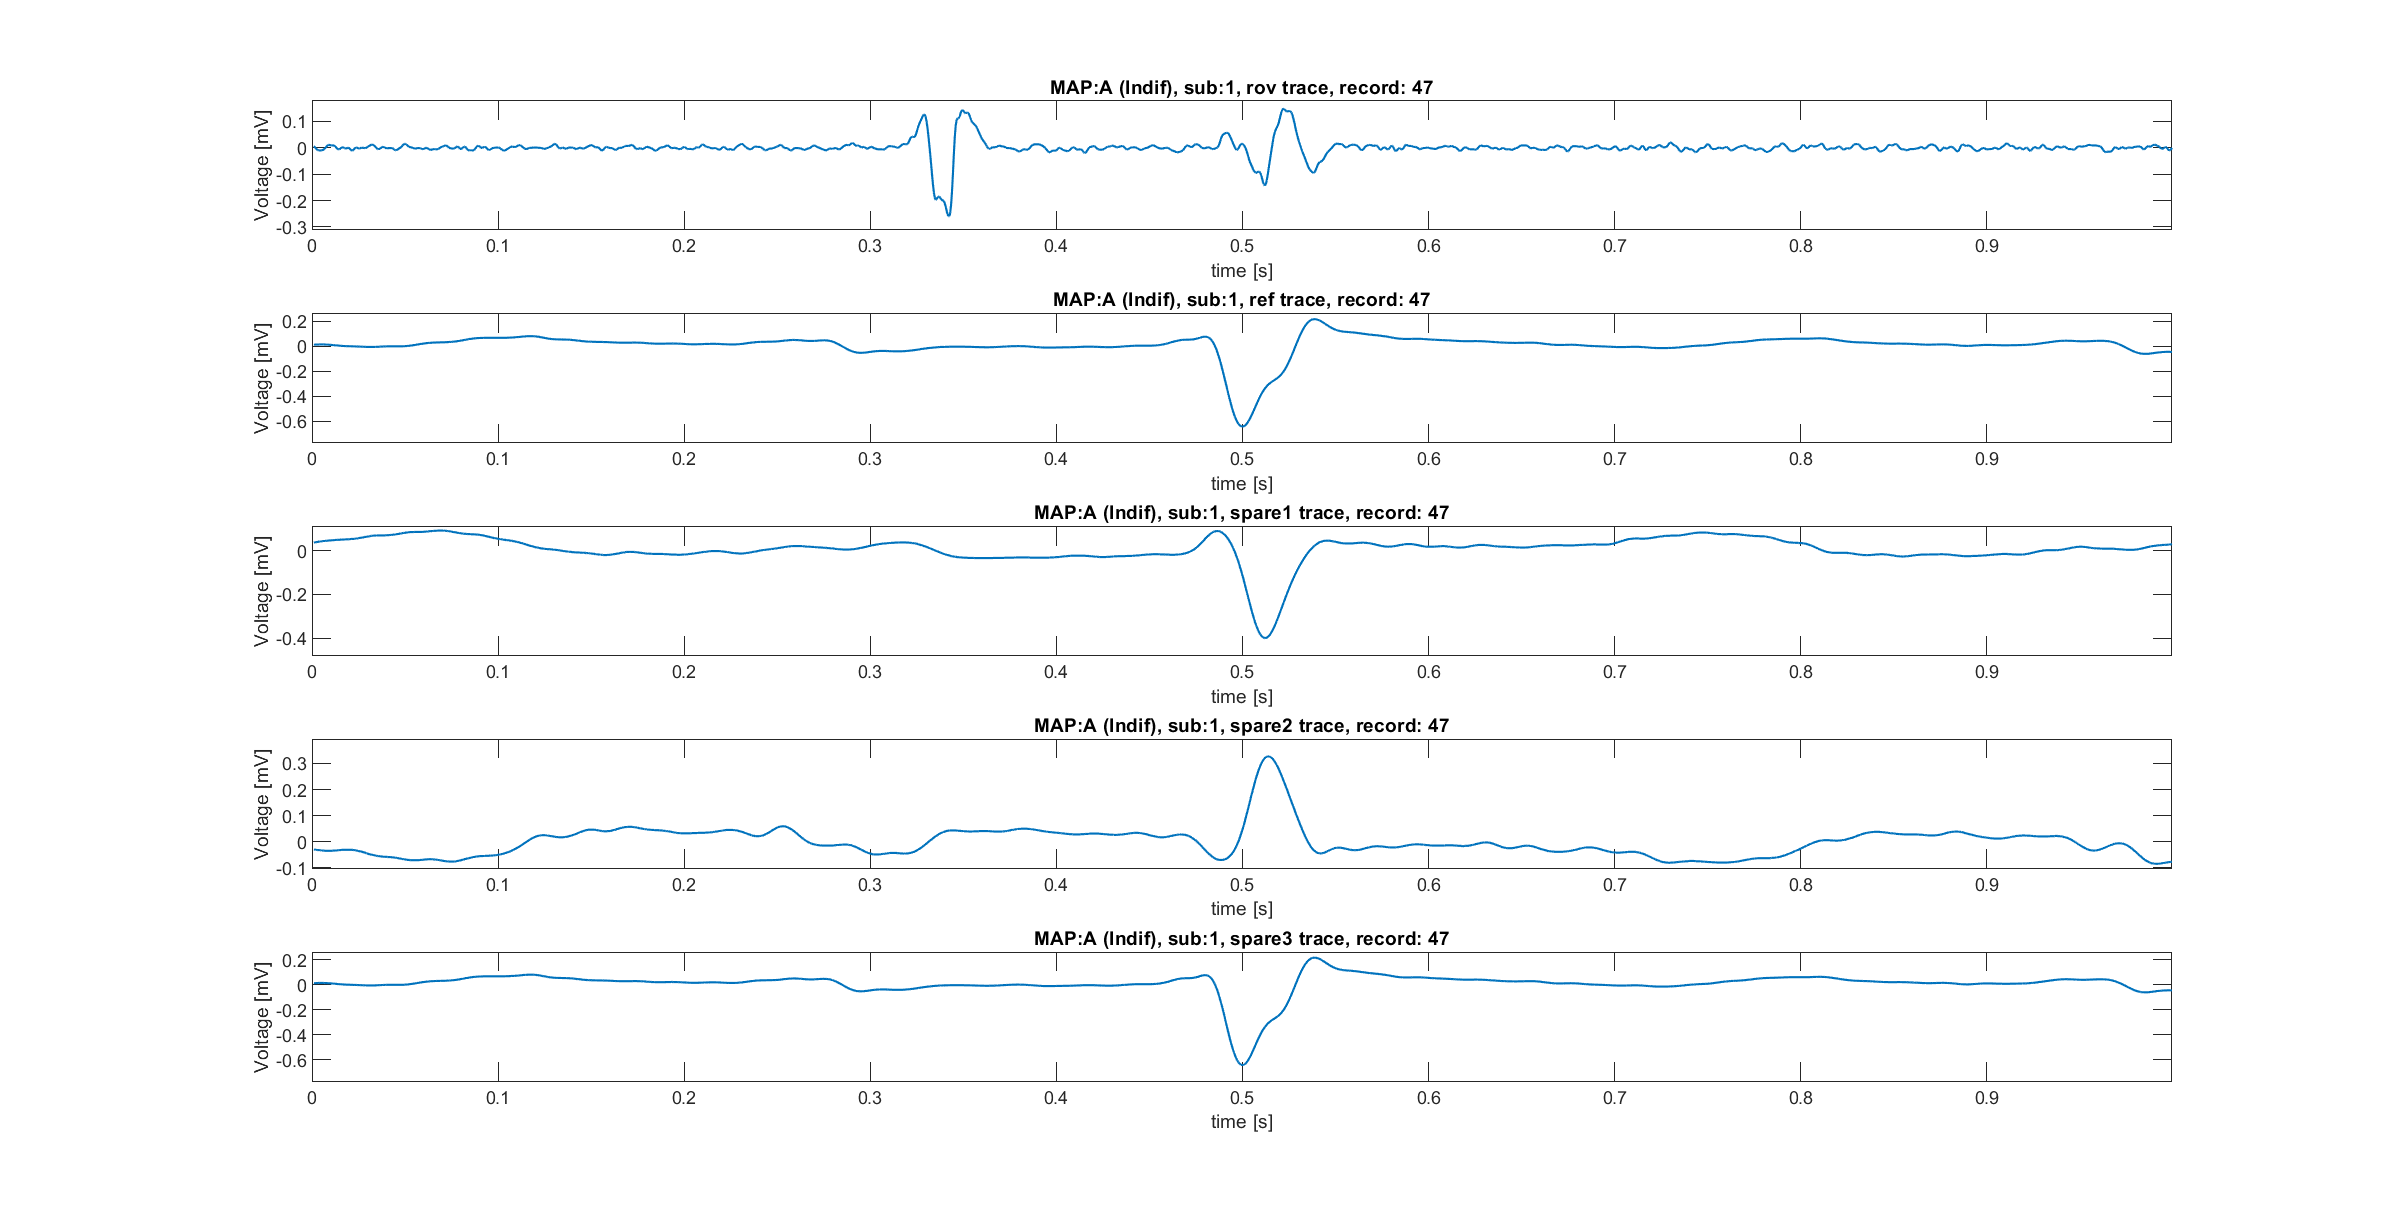 MAP:A (Indif), sub:1, rov trace, record: 47
Voltage [mV]
0.1
0
-0.1
-0.2
-0.3
0 0.1 0.2 0.3 0.4 0.5 0.6 0.7 0.8 0.9
time [s]
MAP:A (Indif), sub:1, ref trace, record: 47
Voltage [mV]
0.2
0
-0.2
-0.4
-0.6
0 0.1 0.2 0.3 0.4 0.5 0.6 0.7 0.8 0.9
time [s]
MAP:A (Indif), sub:1, spare1 trace, record: 47
Voltage [mV]
0
-0.2
-0.4
0 0.1 0.2 0.3 0.4 0.5 0.6 0.7 0.8 0.9
time [s]
MAP:A (Indif), sub:1, spare2 trace, record: 47
Voltage [mV]
0.3
0.2
0.1
0
-0.1
0 0.1 0.2 0.3 0.4 0.5 0.6 0.7 0.8 0.9
time [s]
MAP:A (Indif), sub:1, spare3 trace, record: 47
Voltage [mV]
0.2
0
-0.2
-0.4
-0.6
0 0.1 0.2 0.3 0.4 0.5 0.6 0.7 0.8 0.9
time [s]